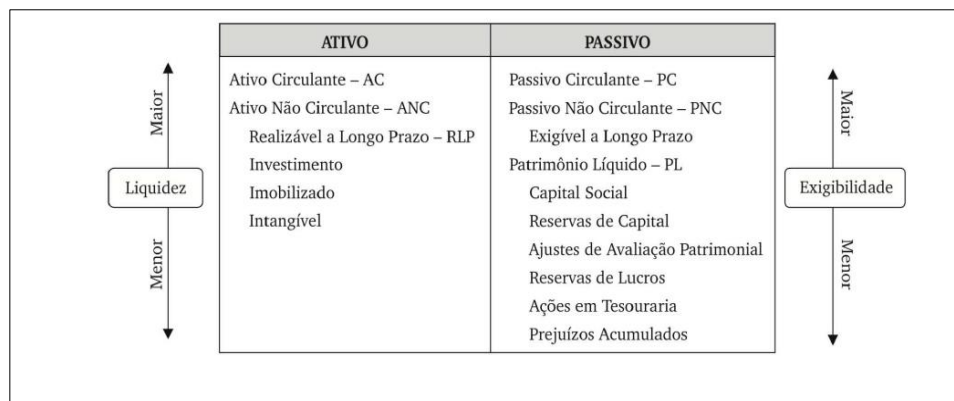 ATIVO
PASSIVO
Ativo Circulante – AC
Ativo Não Circulante – ANC
Realizável a Longo Prazo – RLP
Investimento
Imobilizado
Intangível
Passivo Circulante – PC
Passivo Não Circulante – PNC
Exigível a Longo Prazo
Patrimônio Líquido – PL
Capital Social
Reservas de Capital
Ajustes de Avaliação Patrimonial
Reservas de Lucros
Ações em Tesouraria
Prejuízos Acumulados
Maior
Liquidez
Menor
Maior
Exigibilidade
Menor